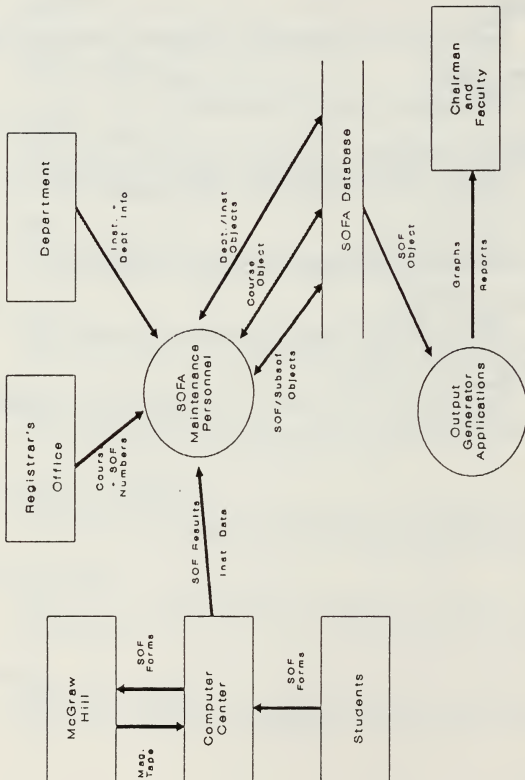 McGraw
Hill
Mag.
Tape
SOF
Forms
Computer
Center
SOF
Forms
Students
SOF Results
Inst Data
Registrar's
Office
Course
- SOF
Numbers
Department
Inst. -
Dept Info
SOFA
Maintenance
Personnel
Dept./Inst
Objects
Course
Object
SOF/Subsof
Objects
SOFA Database
SOF
Object
Output
Generator
Applications
Graphs
Reports
Chairman
and
Faculty